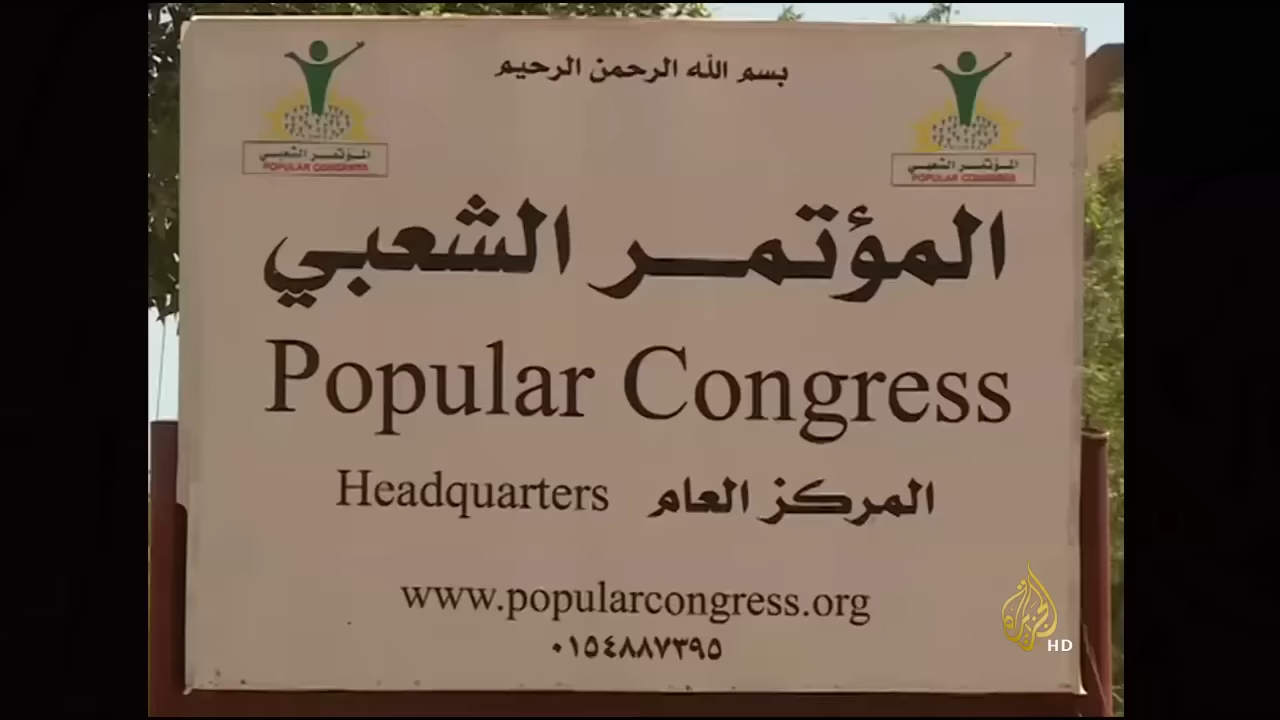 بسم الله الرحمن الرحيم
المؤتمر الشعبي
POPULAR CONGRESS
المؤتمر الشعبي
POPULAR CONGRESS
المؤتمر الشعبي
Popular Congress
Headquarters المركز العام
www.popularcongress.org
٠١٥٤٨٨٧٣٩٥
الجزيرة
HD